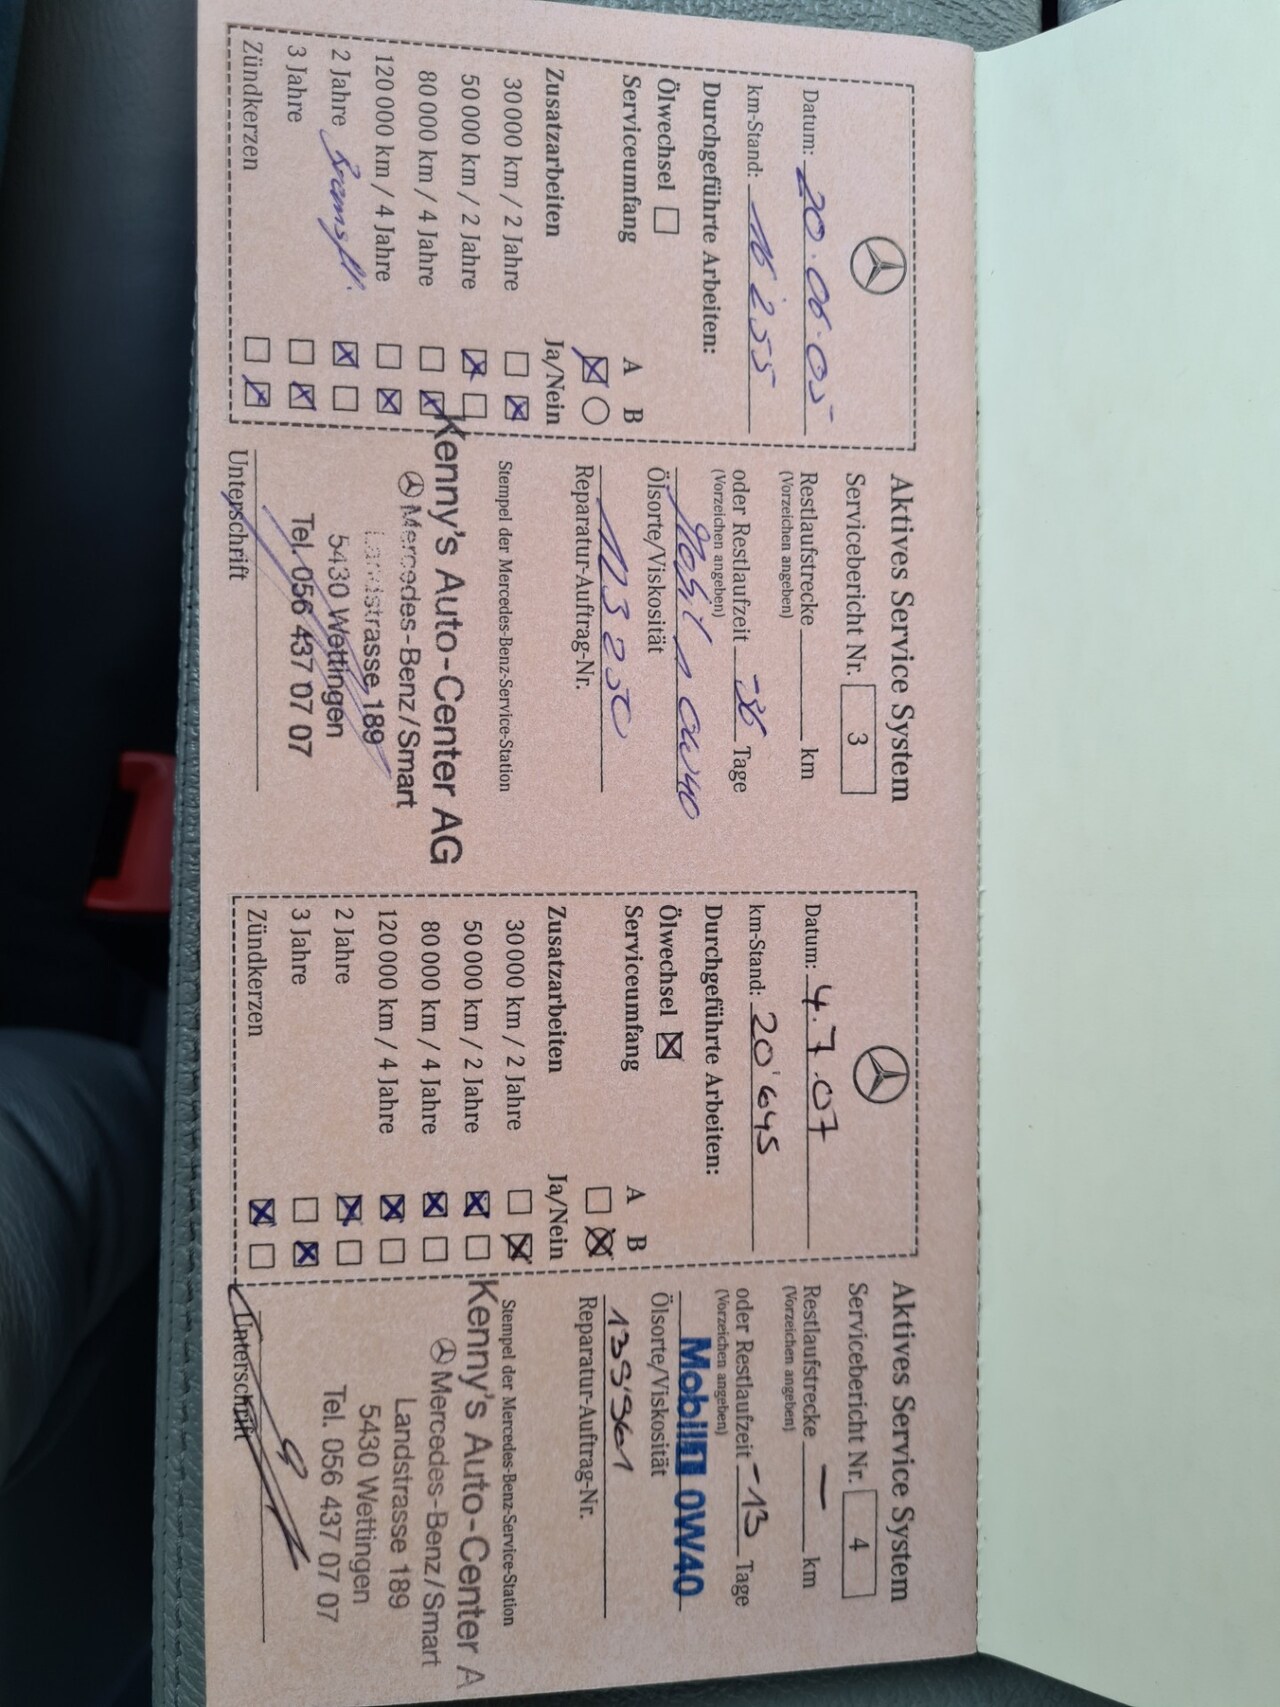 Aktives Service System
Datum: 20.06.05
Servicebericht Nr. 3
km-Stand: 16255
Restlaufstrecke km
(Vorzeichen angeben)
Durchgeführte Arbeiten:
oder Restlaufzeit Tage
(Vorzeichen angeben)
Ölwechsel
0W40
Ölsorte/Viskosität
Serviceumfang A B
Reparatur-Auftrag-Nr.
Zusatzarbeiten Ja/Nein
30 000 km / 2 Jahre
Stempel der Mercedes-Benz-Service-Station
50 000 km / 2 Jahre
80 000 km / 4 Jahre
120 000 km / 4 Jahre
2 Jahre
3 Jahre
Zündkerzen
Kenny's Auto-Center AG
Mercedes-Benz/Smart
Landstrasse 189
5430 Wettingen
Tel. 056 437 07 07
Unterschrift
Aktives Service System
Datum: 4.7.07
Servicebericht Nr. 4
km-Stand: 20'645
Restlaufstrecke — km
(Vorzeichen angeben)
Durchgeführte Arbeiten:
oder Restlaufzeit -13 Tage
(Vorzeichen angeben)
Ölwechsel
Mobil 1 0W40
Ölsorte/Viskosität
Serviceumfang A B
Reparatur-Auftrag-Nr.
Zusatzarbeiten Ja/Nein
30 000 km / 2 Jahre
Stempel der Mercedes-Benz-Service-Station
50 000 km / 2 Jahre
80 000 km / 4 Jahre
120 000 km / 4 Jahre
2 Jahre
3 Jahre
Zündkerzen
Kenny's Auto-Center A
Mercedes-Benz/Smart
Landstrasse 189
5430 Wettingen
Tel. 056 437 07 07
Unterschrift